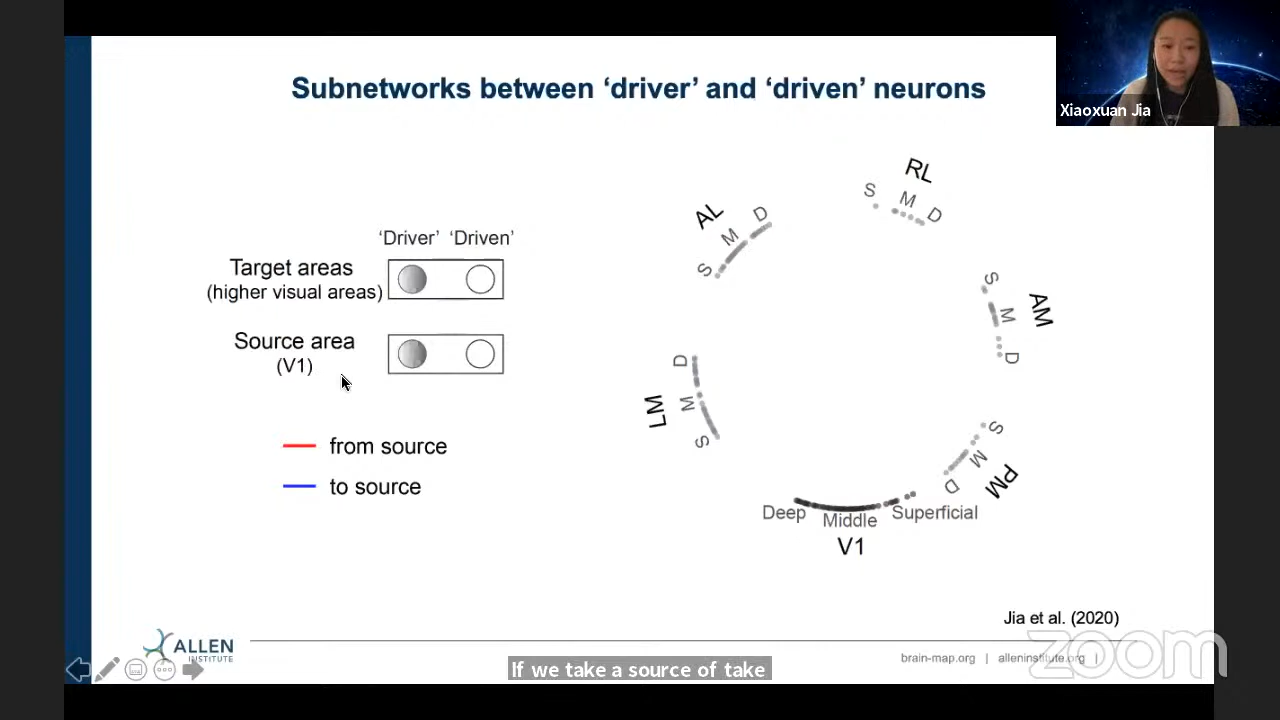 Subnetworks between ‘driver’ and ‘driven’ neurons
Xiaoxuan Jia
‘Driver’ ‘Driven’
Target areas
(higher visual areas)
Source area
(V1)
from source
to source
AL
S M D
RL
S M D
AM
S M D
LM
D M S
PM
S M D
Deep Middle Superficial
V1
Jia et al. (2020)
ALLEN
INSTITUTE
brain-map.org | alleninstitute.org |
zoom
If we take a source of take